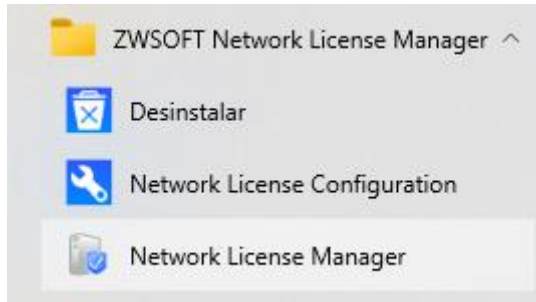 ZWSOFT Network License Manager
Desinstalar
Network License Configuration
Network License Manager